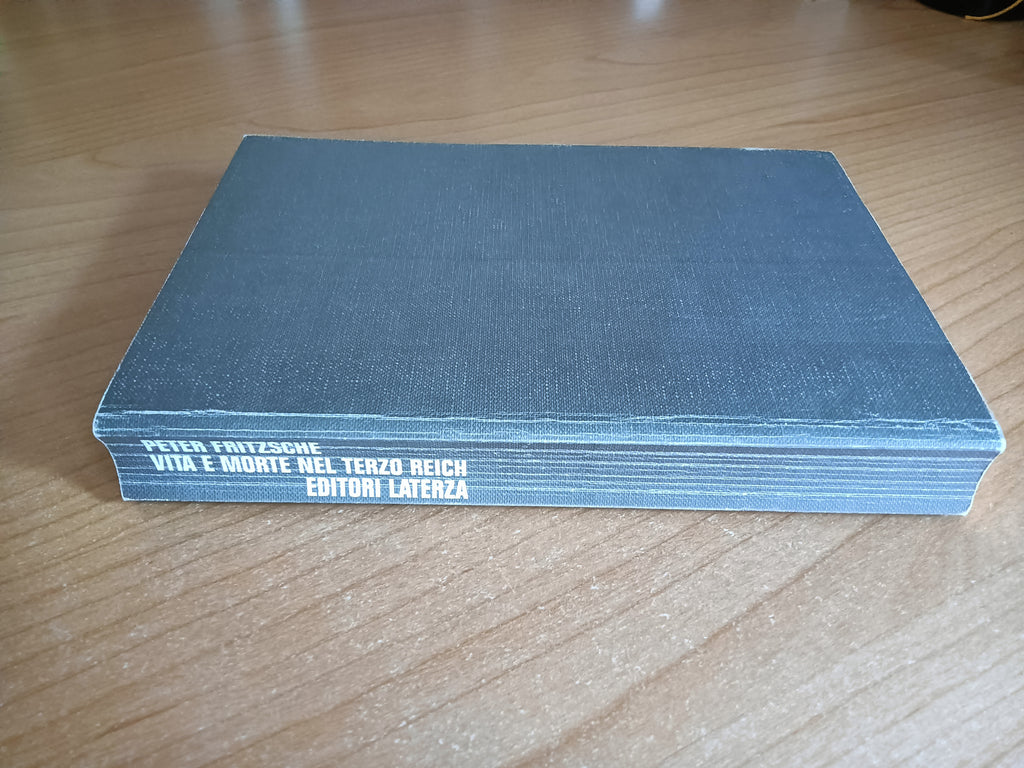 PETER FRITZSCHE
VITA E MORTE NEL TERZO REICH
EDITORI LATERZA